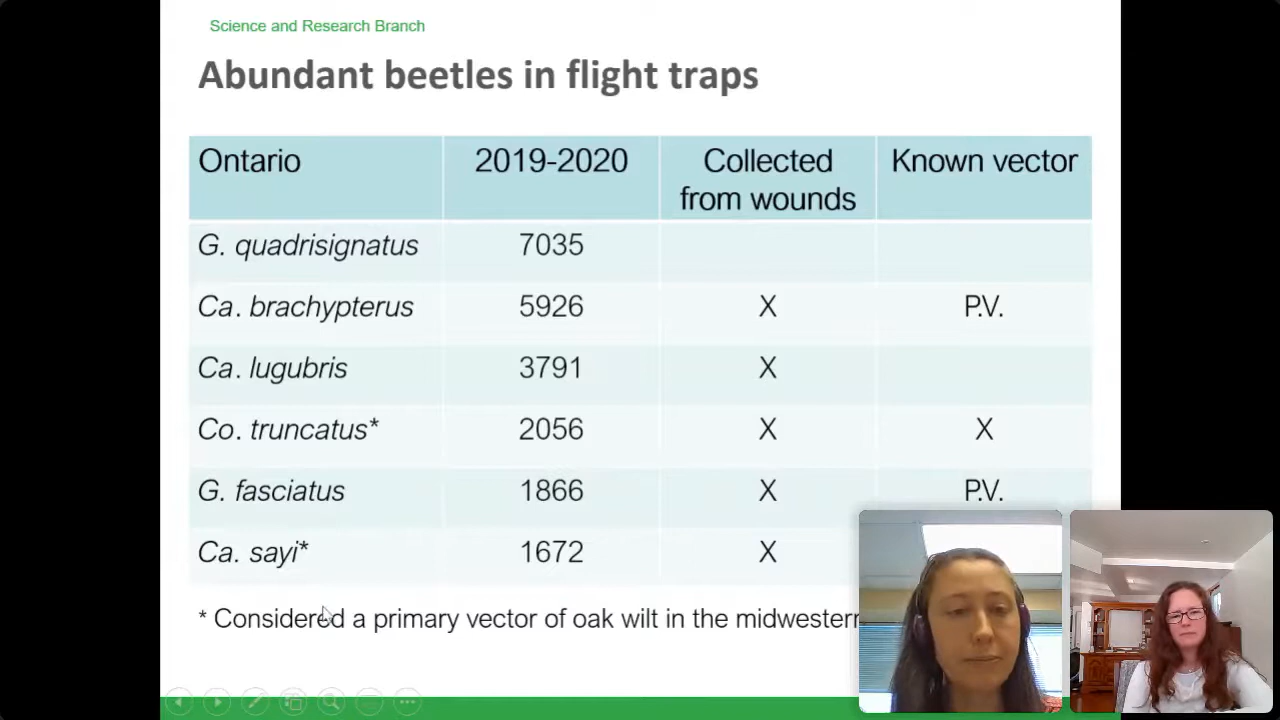 Science and Research Branch
Abundant beetles in flight traps
Ontario 2019-2020 Collected from wounds Known vector
G. quadrisignatus 7035
Ca. brachypterus 5926 X P.V.
Ca. lugubris 3791 X
Co. truncatus* 2056 X X
G. fasciatus 1866 X P.V.
Ca. sayi* 1672 X
* Considered a primary vector of oak wilt in the midwestern